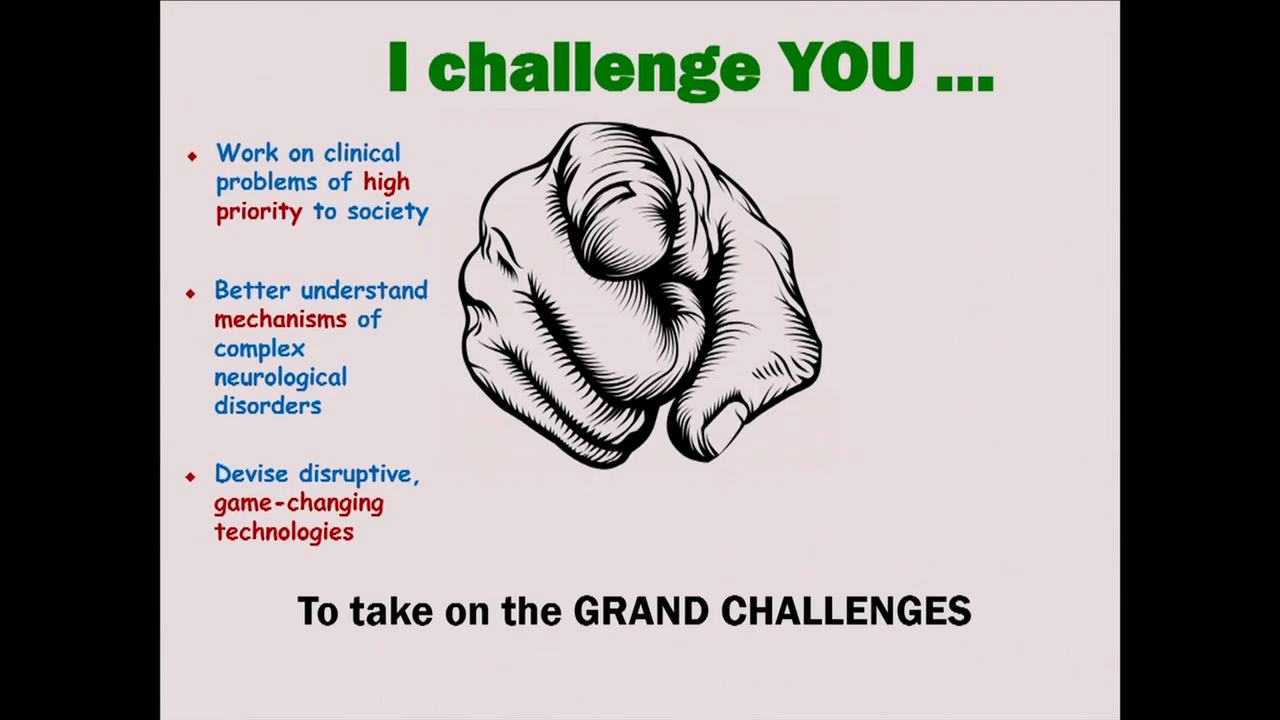 I challenge YOU ...
Work on clinical
problems of high
priority to society
Better understand
mechanisms of
complex
neurological
disorders
Devise disruptive,
game-changing
technologies
To take on the GRAND CHALLENGES